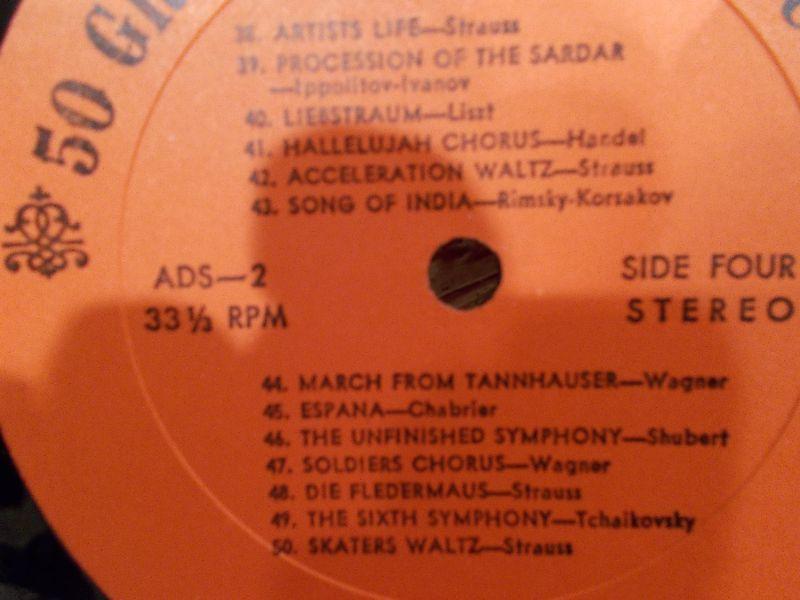 50
38. ARTISTS LIFE—Strauss
39. PROCESSION OF THE SARDAR
—Ippolitov-Ivanov
40. LIEBSTRAUM—Liszt
41. HALLELUJAH CHORUS—Handel
42. ACCELERATION WALTZ—Strauss
43. SONG OF INDIA—Rimsky-Korsakov
ADS—2
33⅓ RPM
SIDE FOUR
STEREO
44. MARCH FROM TANNHAUSER—Wagner
45. ESPANA—Chabrier
46. THE UNFINISHED SYMPHONY—Shubert
47. SOLDIERS CHORUS—Wagner
48. DIE FLEDERMAUS—Strauss
49. THE SIXTH SYMPHONY—Tchaikovsky
50. SKATERS WALTZ—Strauss